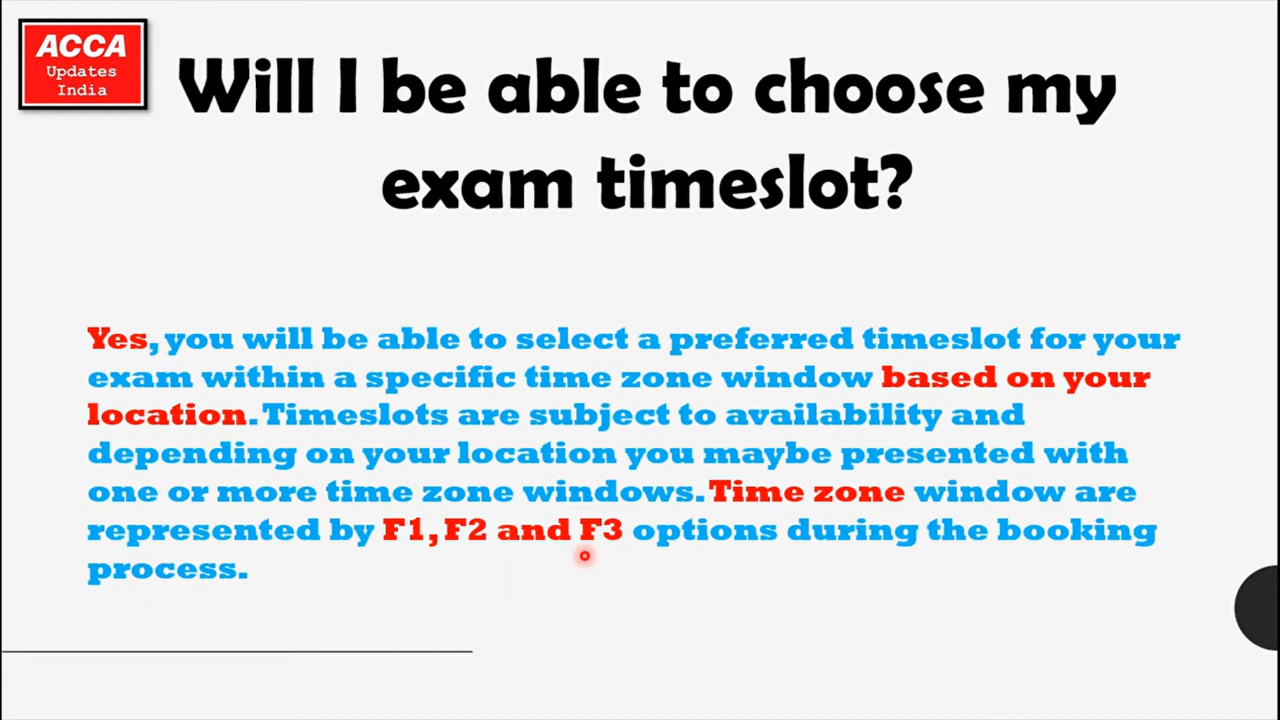 ACCA
Updates
India
Will I be able to choose my
exam timeslot?
Yes, you will be able to select a preferred timeslot for your
exam within a specific time zone window based on your
location. Timeslots are subject to availability and
depending on your location you maybe presented with
one or more time zone windows. Time zone window are
represented by F1, F2 and F3 options during the booking
process.